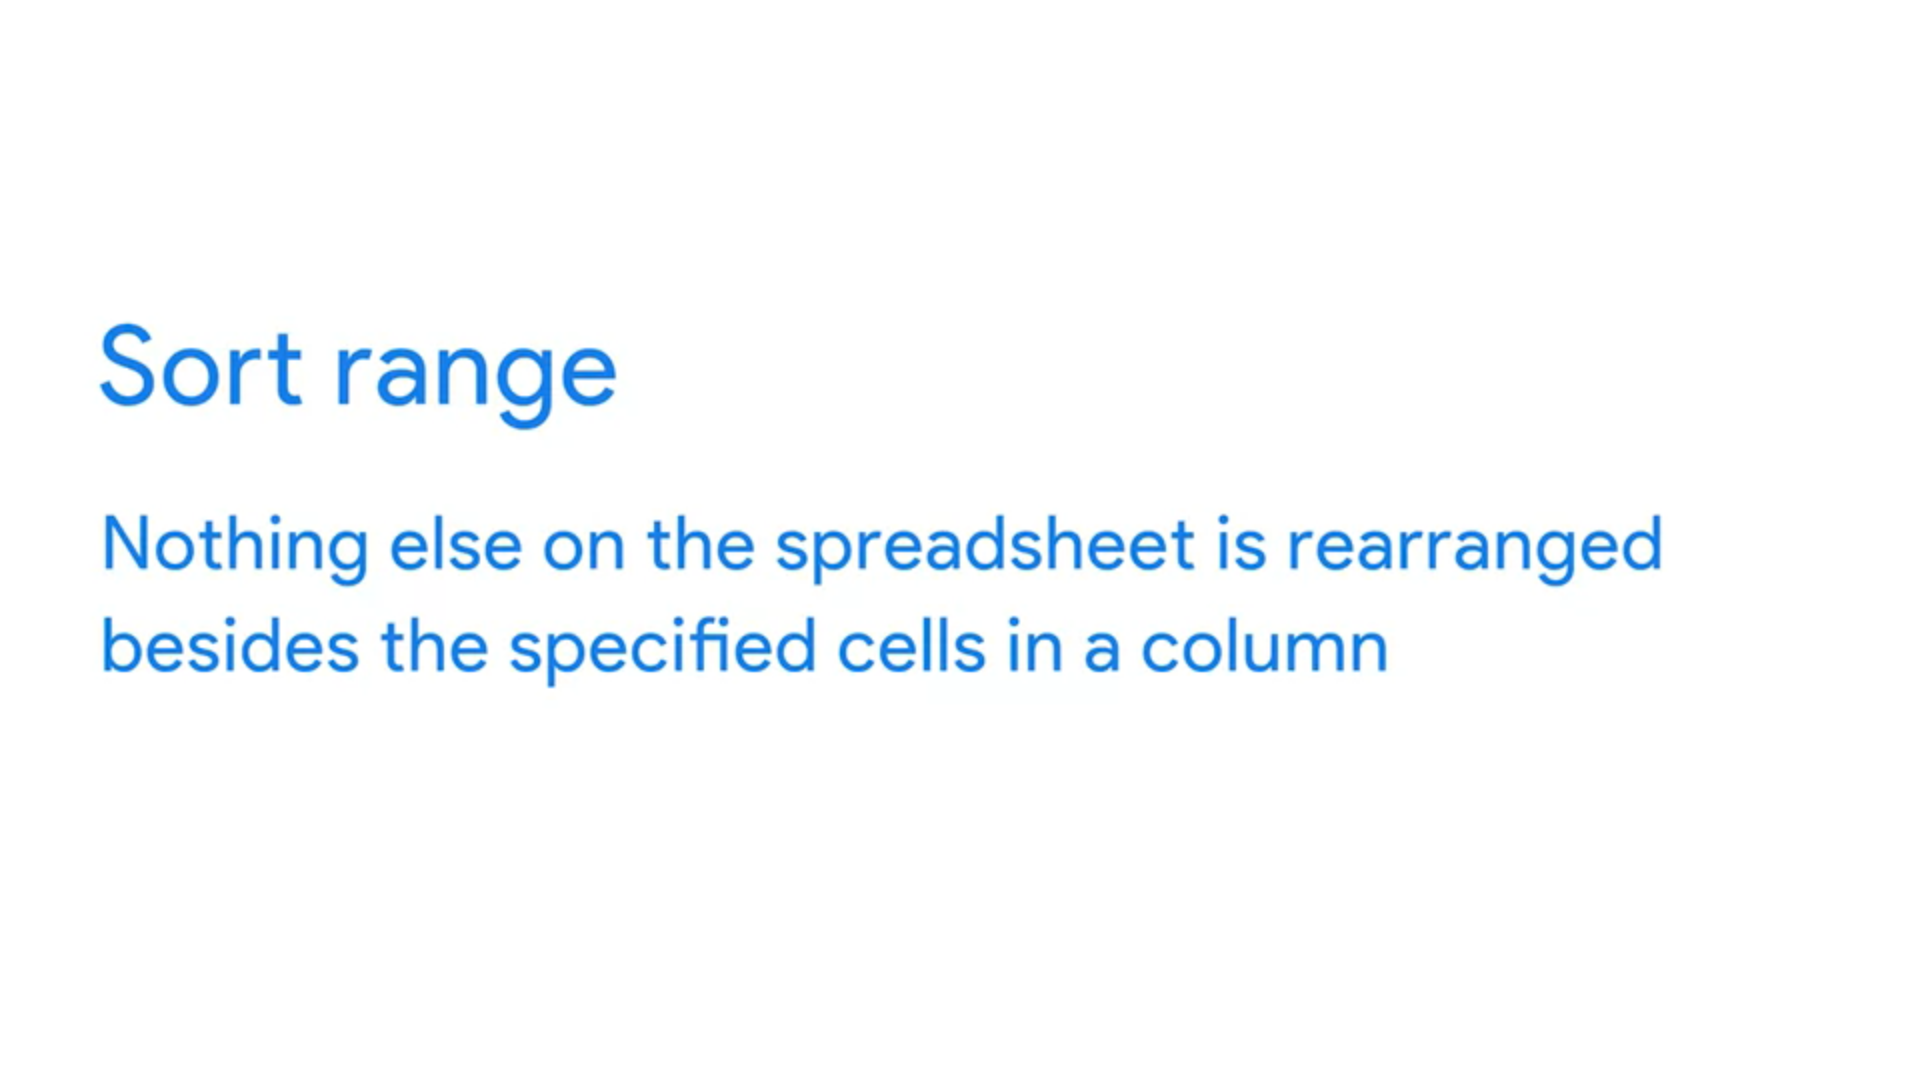 Sort range
Nothing else on the spreadsheet is rearranged
besides the specified cells in a column